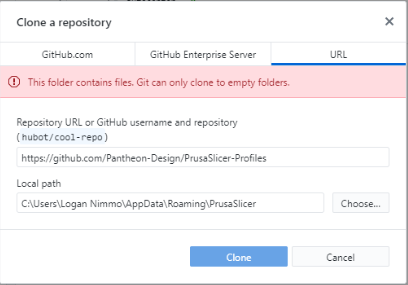 Clone a repository
GitHub.com
GitHub Enterprise Server
URL
This folder contains files. Git can only clone to empty folders.
Repository URL or GitHub username and repository
(hubot/cool-repo)
https://github.com/Pantheon-Design/PrusaSlicer-Profiles
Local path
C:\Users\Logan Nimmo\AppData\Roaming\PrusaSlicer
Choose...
Clone
Cancel